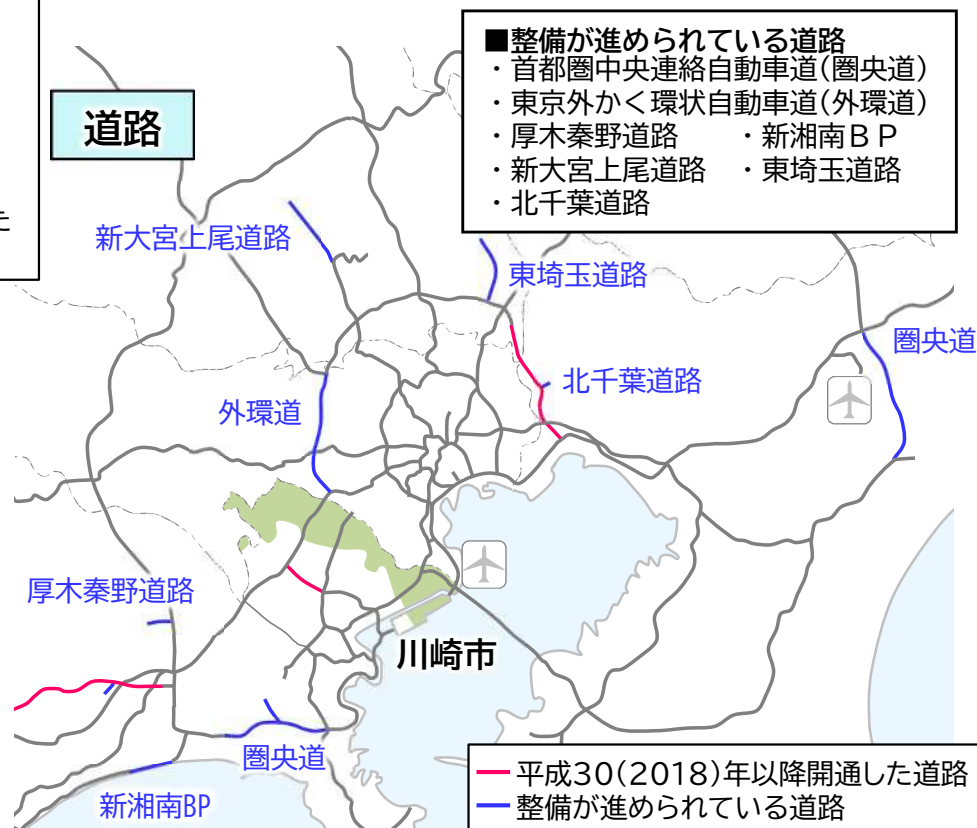 た
道路
■整備が進められている道路
・首都圏中央連絡自動車道(圏央道)
・東京外かく環状自動車道(外環道)
・厚木秦野道路　・新湘南BP
・新大宮上尾道路　・東埼玉道路
・北千葉道路
新大宮上尾道路
東埼玉道路
圏央道
北千葉道路
外環道
厚木秦野道路
川崎市
圏央道
新湘南BP
平成30(2018)年以降開通した道路
整備が進められている道路